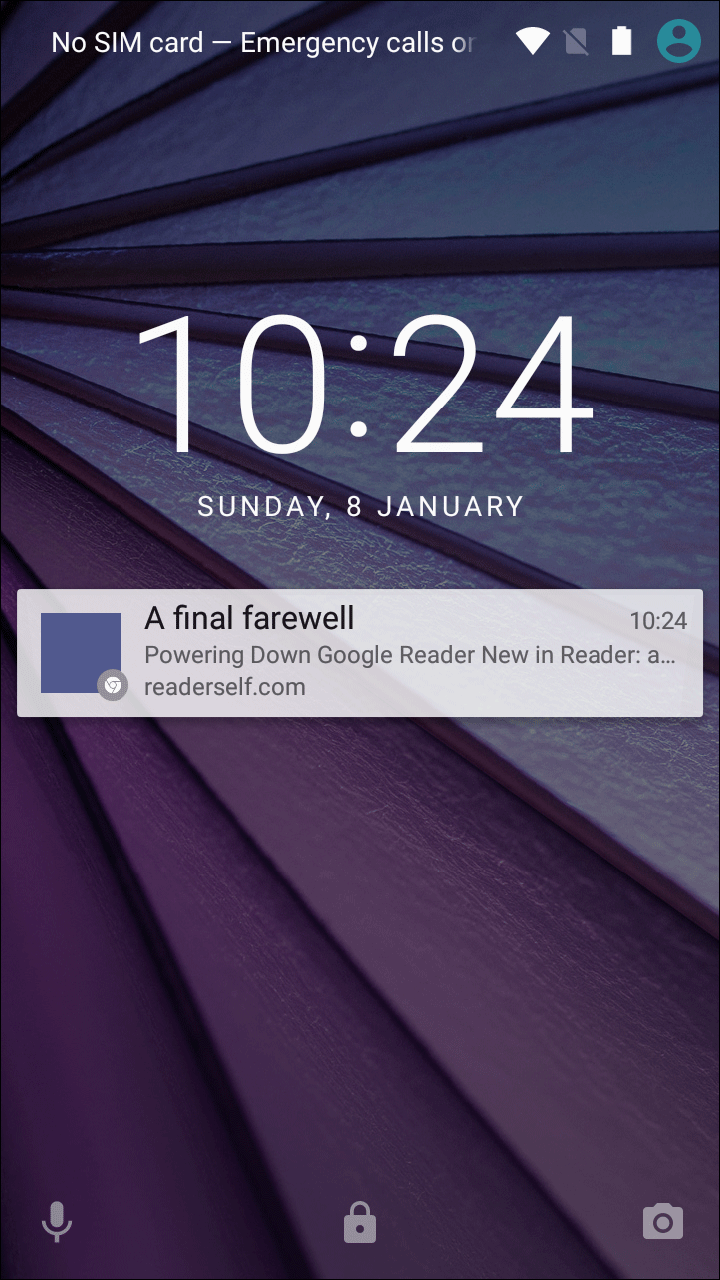 No SIM card — Emergency calls or
10:24
SUNDAY, 8 JANUARY
A final farewell 10:24
Powering Down Google Reader New in Reader: a...
readerself.com